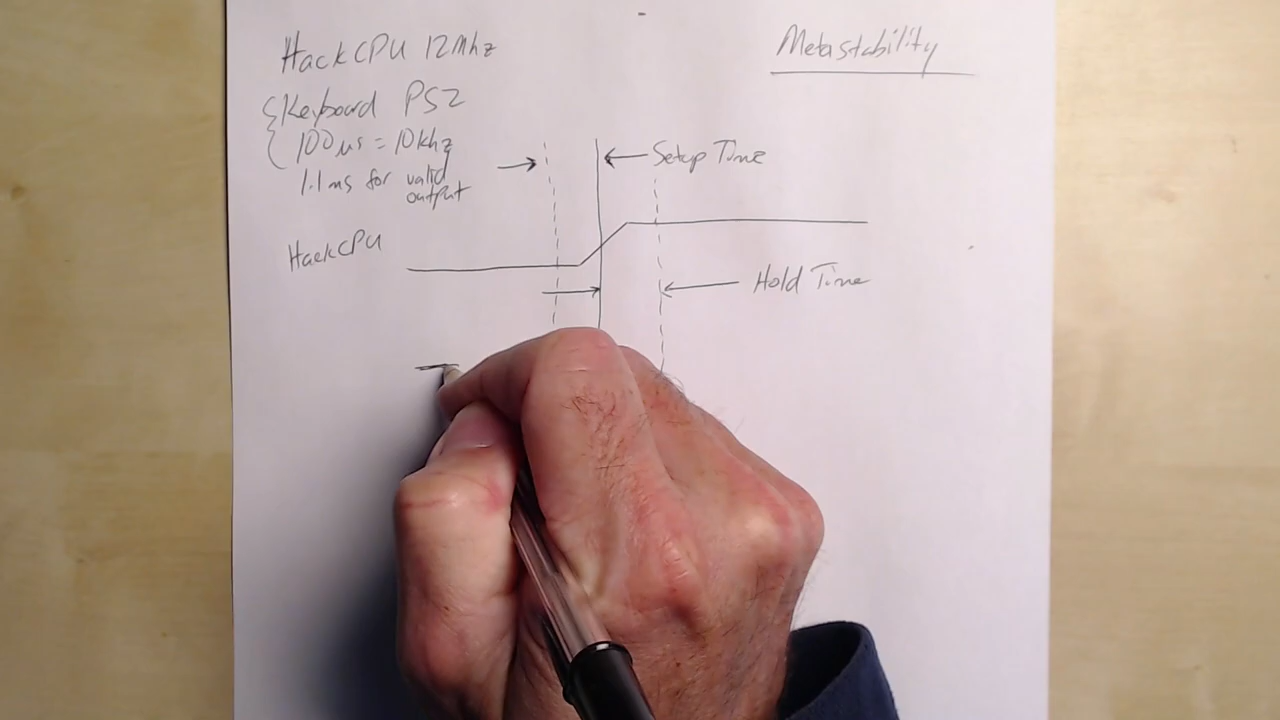 HackCPU 12Mhz
Metastability
Keyboard PS2
100us = 10khz
1.1ms for valid
output
Setup Time
HackCPU
Hold Time